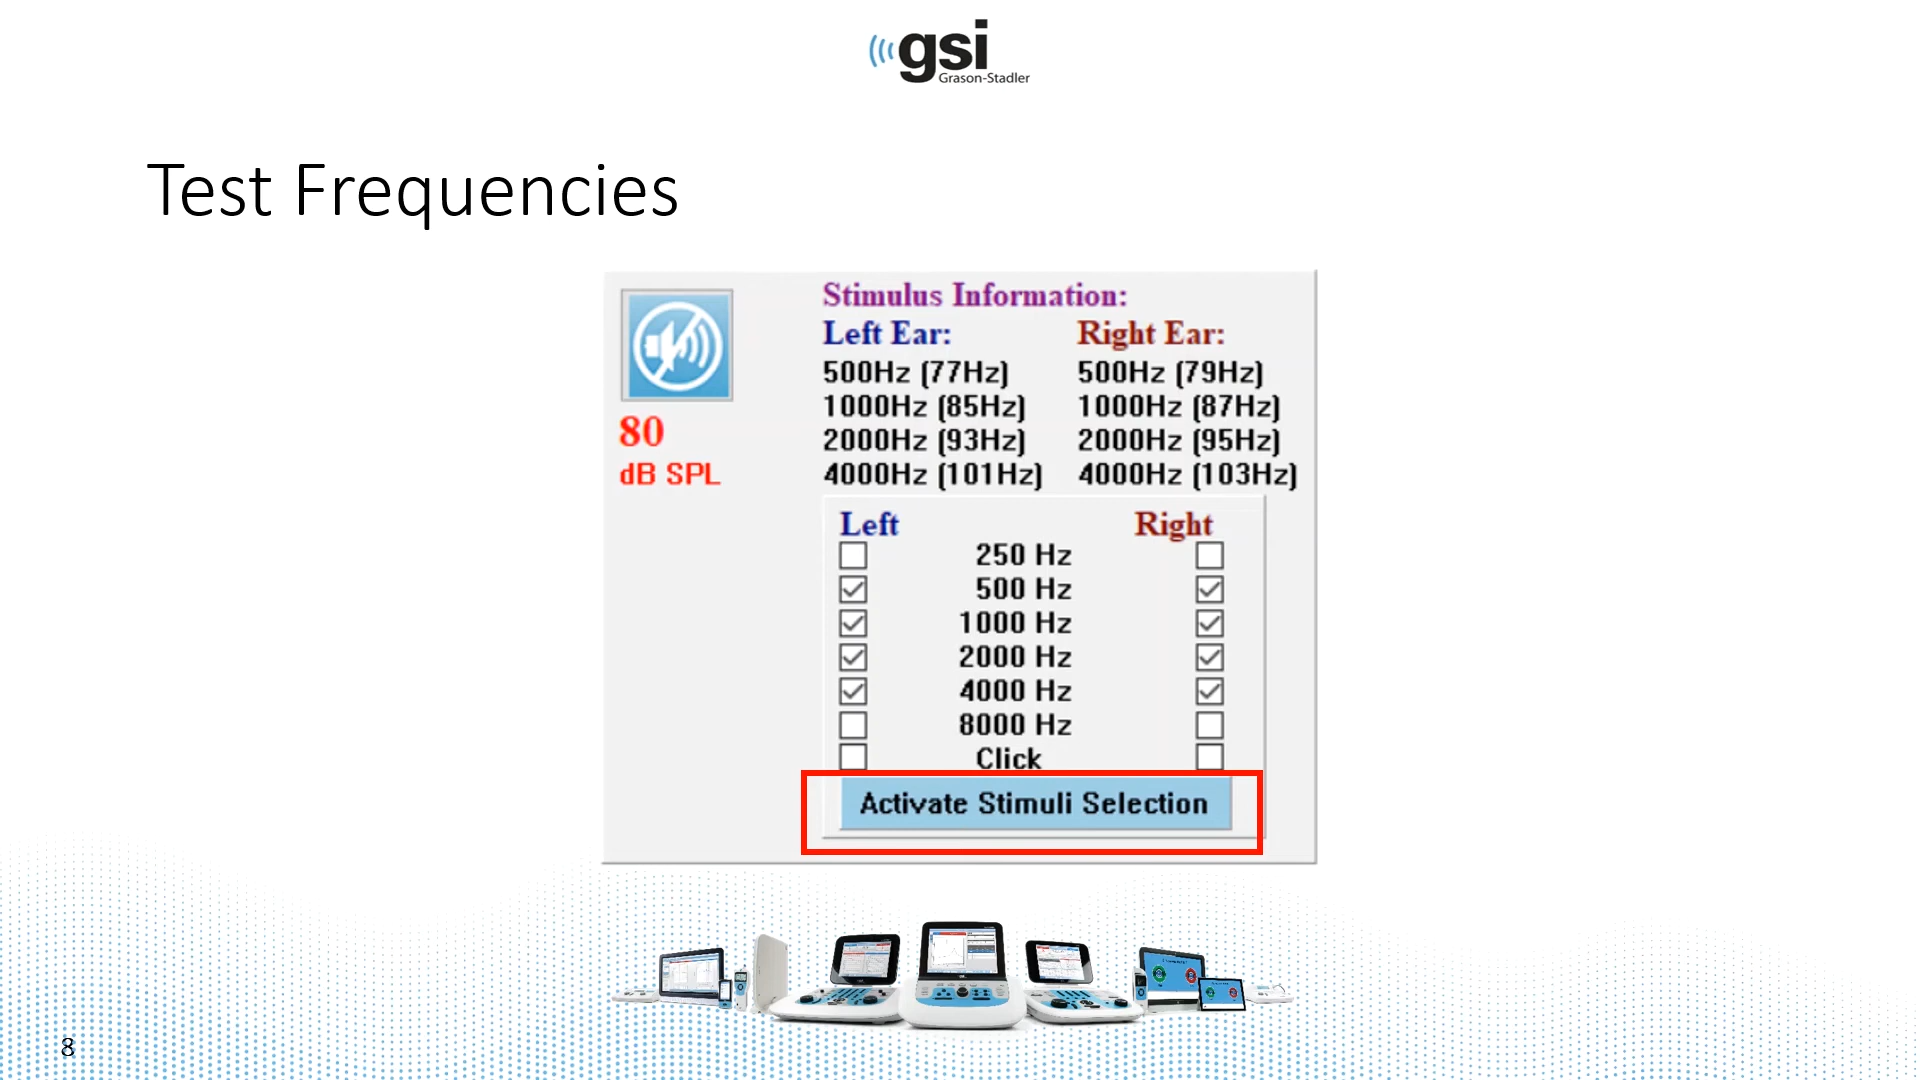 gsi
Grason-Stadler
Test Frequencies
Stimulus Information:
Left Ear: Right Ear:
500Hz (77Hz) 500Hz (79Hz)
1000Hz (85Hz) 1000Hz (87Hz)
2000Hz (93Hz) 2000Hz (95Hz)
4000Hz (101Hz) 4000Hz (103Hz)
80
dB SPL
Left Right
250 Hz
500 Hz
1000 Hz
2000 Hz
4000 Hz
8000 Hz
Click
Activate Stimuli Selection
8